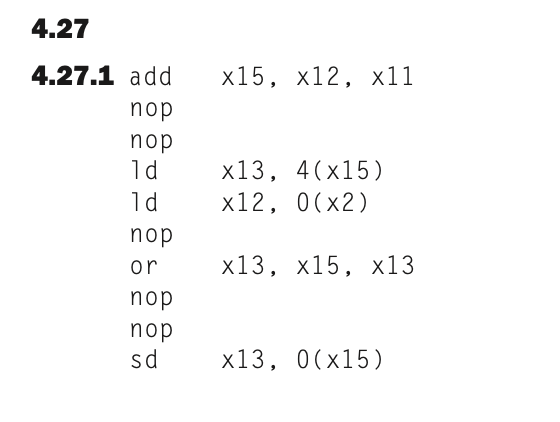 4.27
4.27.1 add x15, x12, x11
nop
nop
ld x13, 4(x15)
ld x12, 0(x2)
nop
or x13, x15, x13
nop
nop
sd x13, 0(x15)